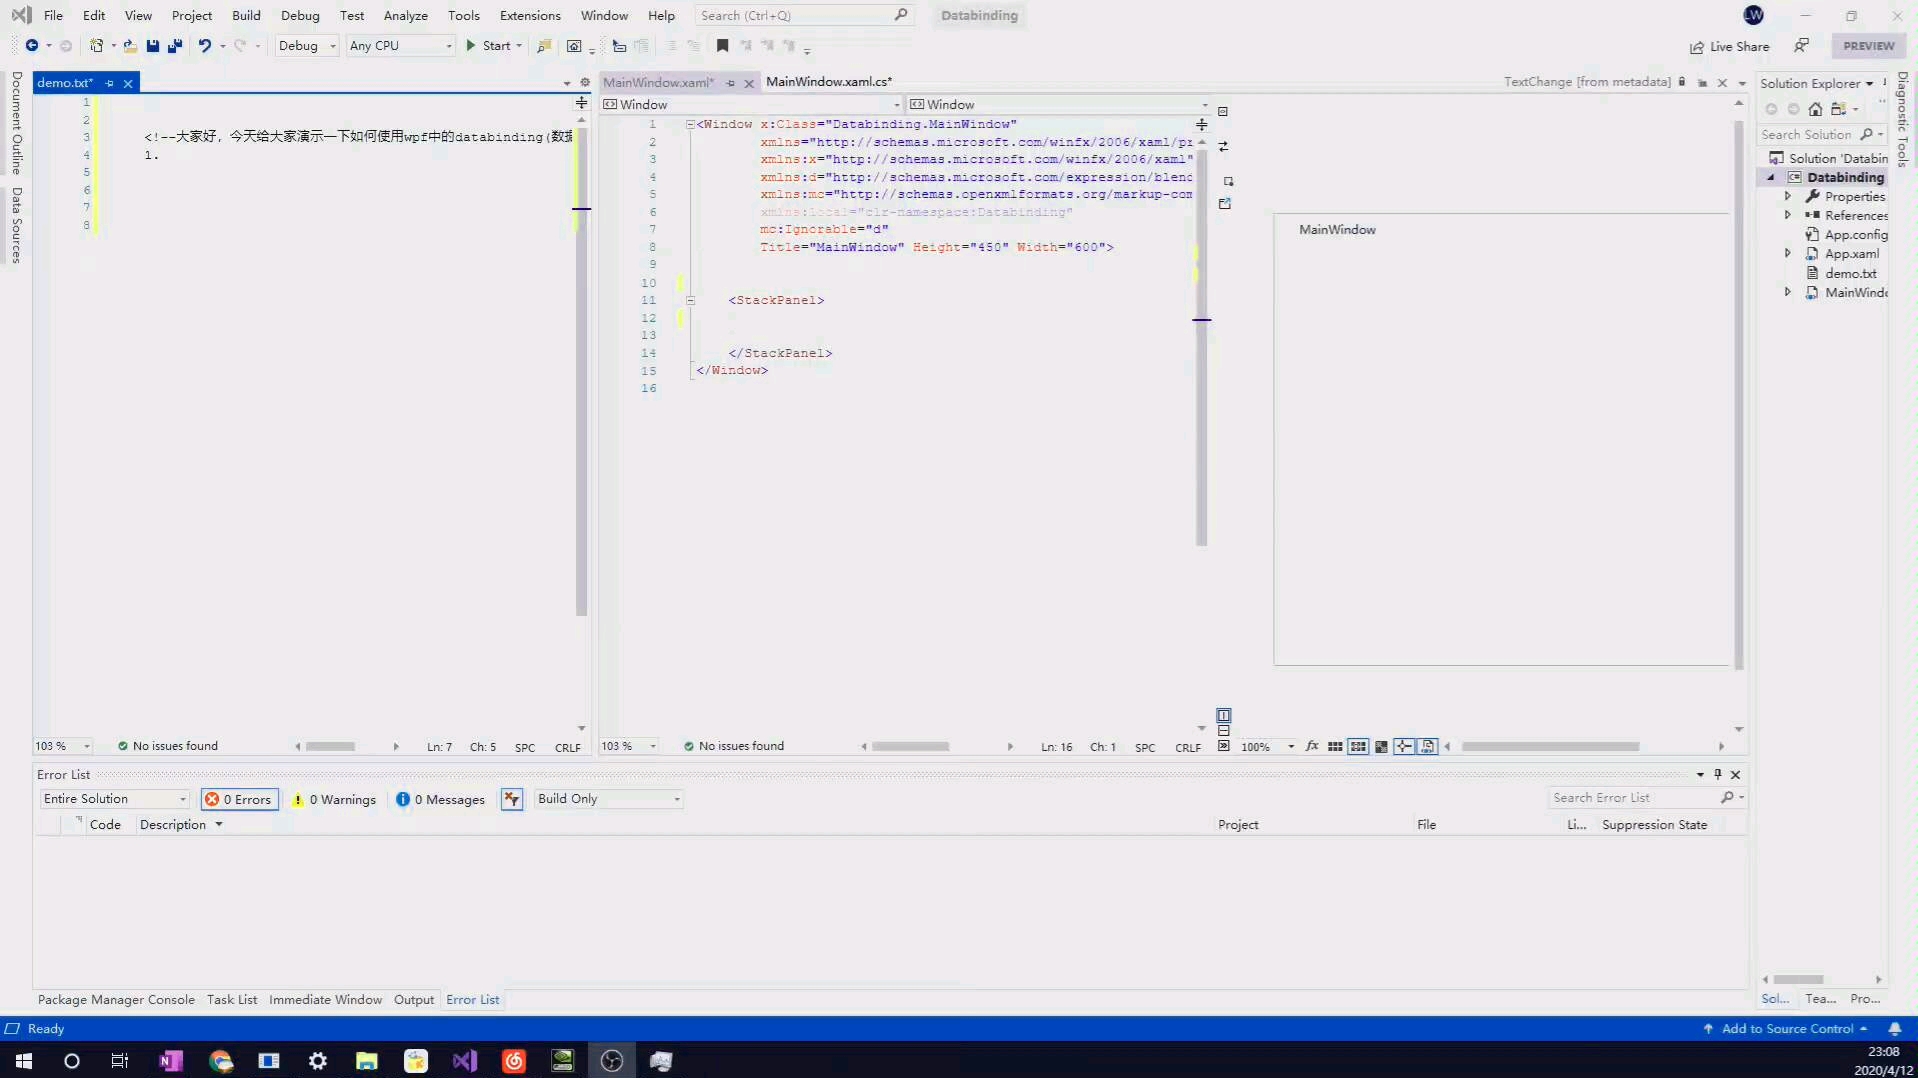 File Edit View Project Build Debug Test Analyze Tools Extensions Window Help Search (Ctrl+Q) Databinding LW
Debug Any CPU Start Live Share PREVIEW
demo.txt* MainWindow.xaml* MainWindow.xaml.cs* TextChange [from metadata] Solution Explorer
Document Outline
Data Sources
Diagnostic Tools
1
2
3 <!--大家好，今天给大家演示一下如何使用wpf中的databinding(数据
4 1.
5
6
7
8
Window Window
1 <Window x:Class="Databinding.MainWindow"
2 xmlns="http://schemas.microsoft.com/winfx/2006/xaml/pr
3 xmlns:x="http://schemas.microsoft.com/winfx/2006/xaml"
4 xmlns:d="http://schemas.microsoft.com/expression/blend
5 xmlns:mc="http://schemas.openxmlformats.org/markup-com
6 xmlns:local="clr-namespace:Databinding"
7 mc:Ignorable="d"
8 Title="MainWindow" Height="450" Width="600">
9
10
11 <StackPanel>
12
13
14 </StackPanel>
15 </Window>
16
MainWindow
Search Solution
Solution 'Databin
Databinding
Properties
References
App.config
App.xaml
demo.txt
MainWind
103 % No issues found Ln: 7 Ch: 5 SPC CRLF
103 % No issues found Ln: 16 Ch: 1 SPC CRLF
100% fx
Error List
Entire Solution 0 Errors 0 Warnings 0 Messages Build Only Search Error List
Code Description Project File Li... Suppression State
Package Manager Console Task List Immediate Window Output Error List
Sol... Tea... Pro...
Ready Add to Source Control
23:08
2020/4/12